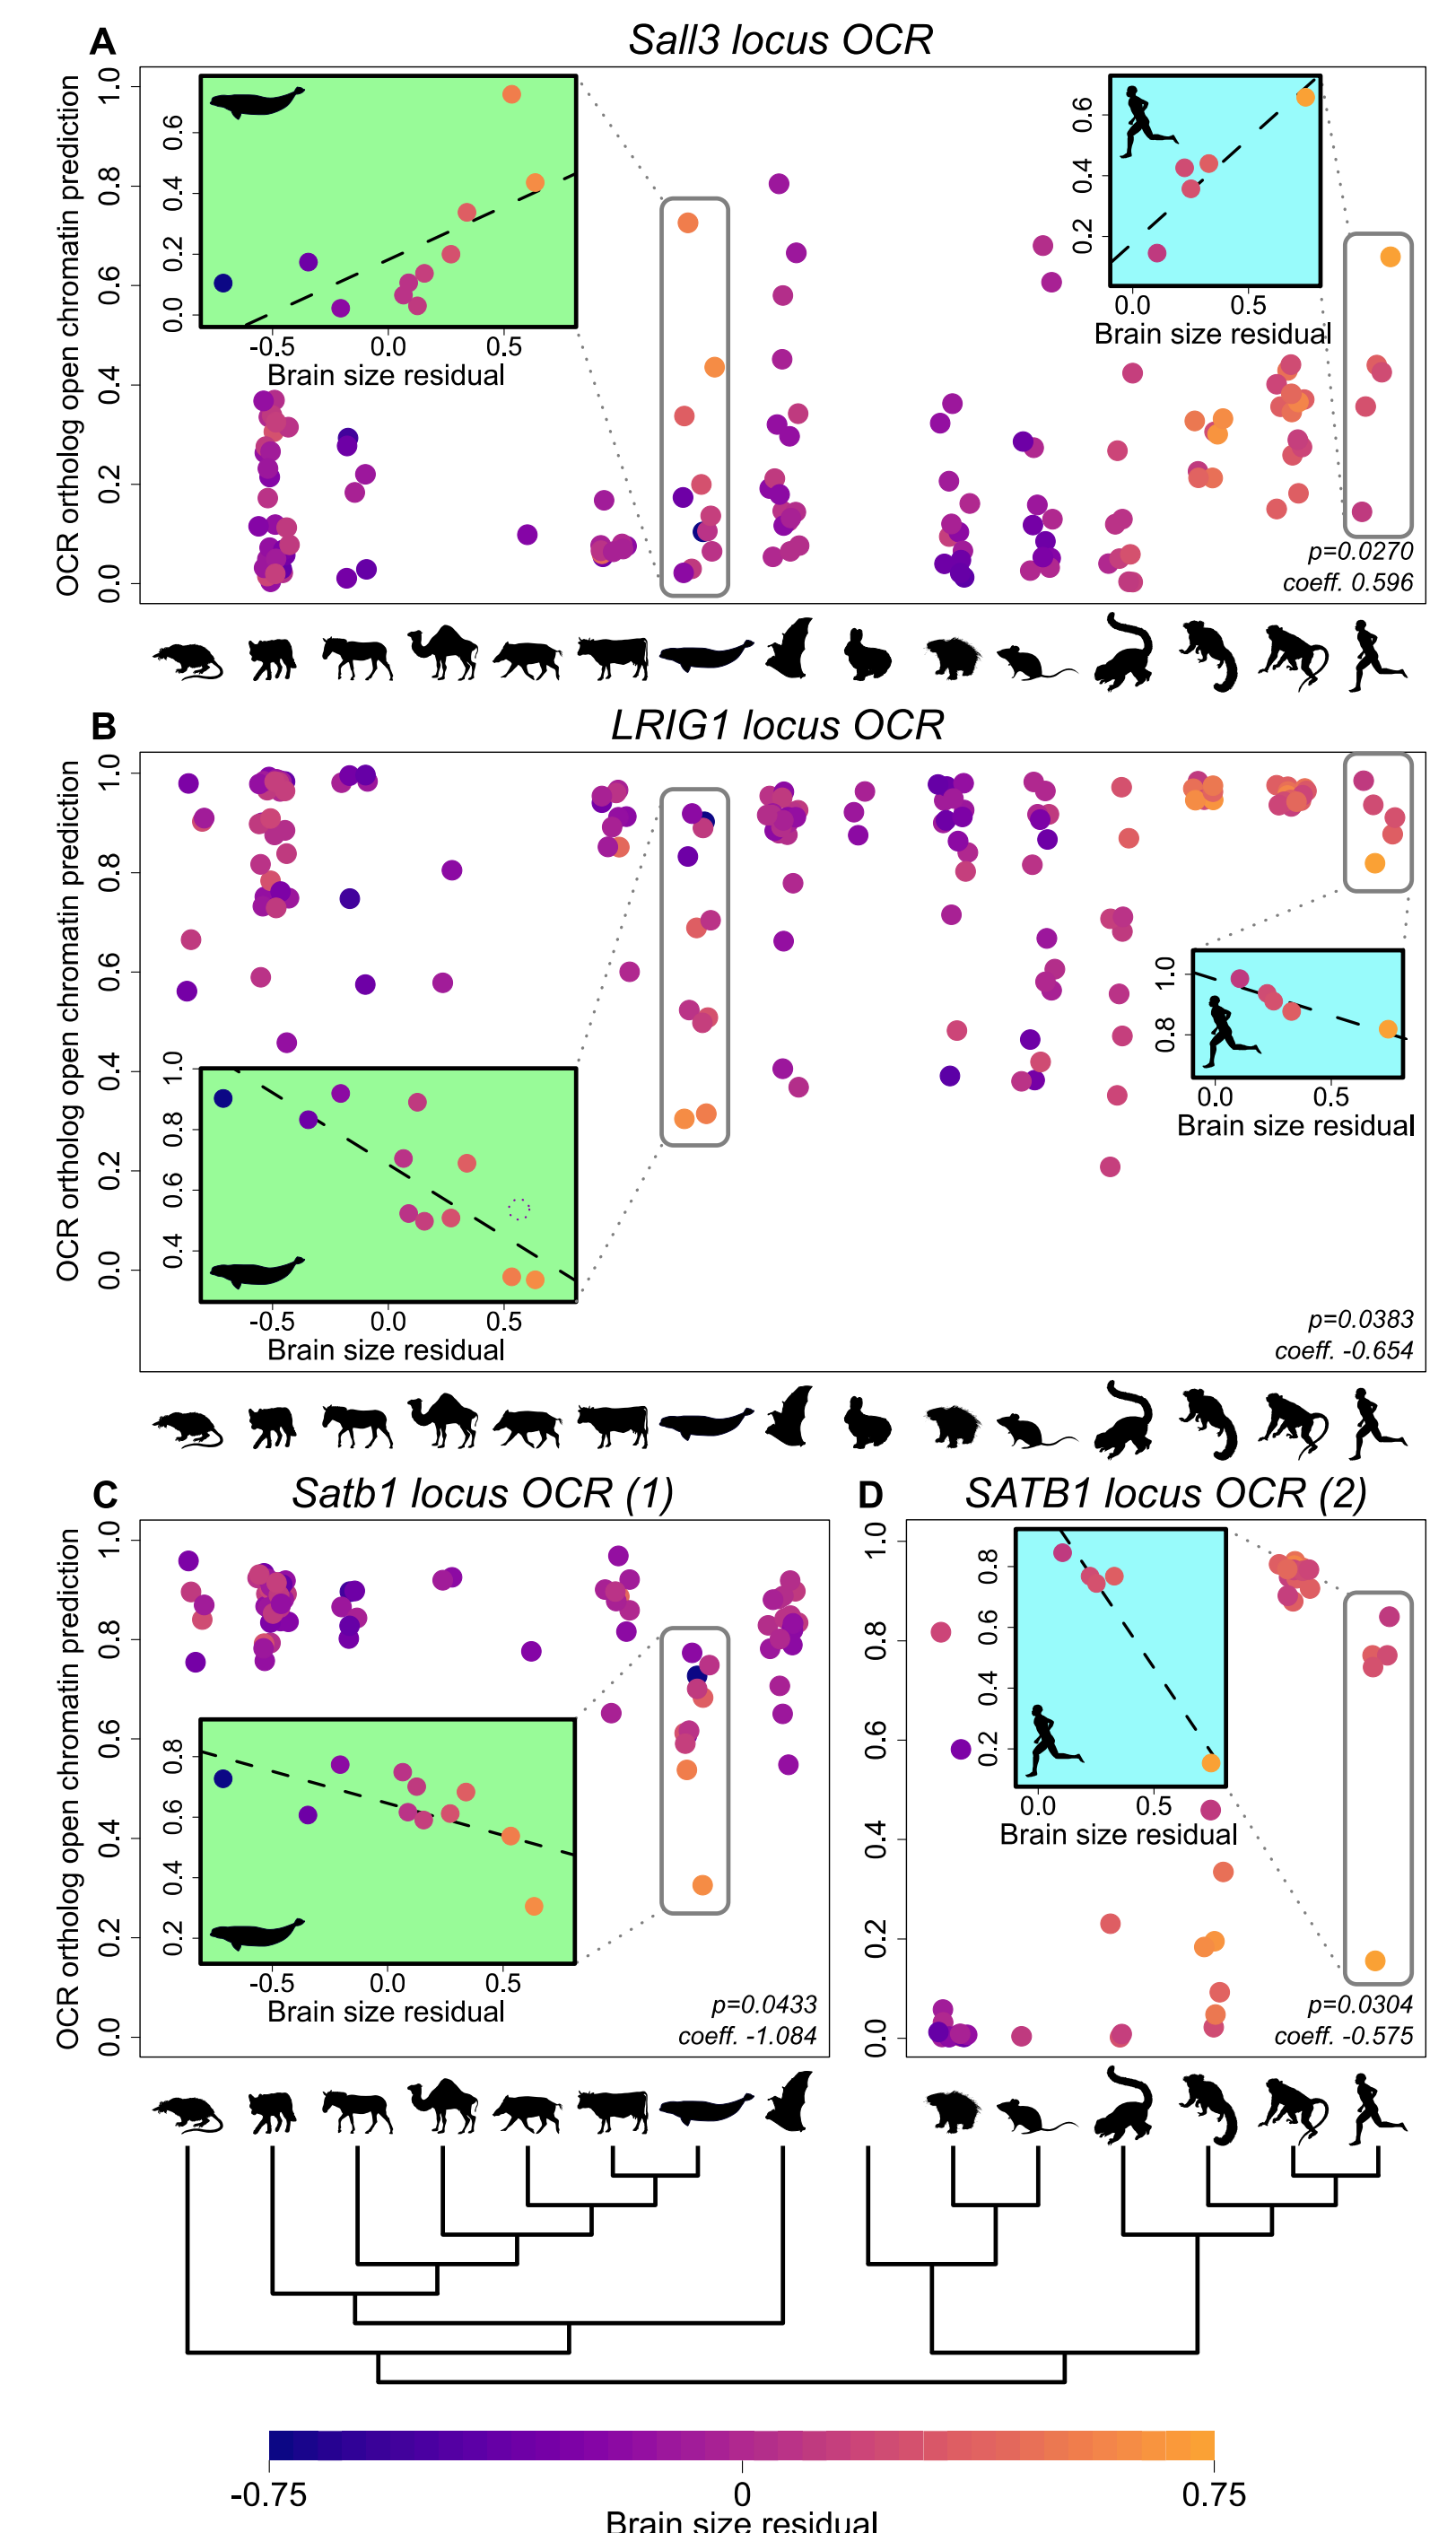 A
Sall3 locus OCR
OCR ortholog open chromatin prediction
0.0 0.2 0.4 0.6 0.8 1.0
0.0 0.2 0.4 0.6
-0.5 0.0 0.5
Brain size residual
0.2 0.4 0.6
0.0 0.5
Brain size residual
p=0.0270
coeff. 0.596
B
LRIG1 locus OCR
OCR ortholog open chromatin prediction
0.0 0.2 0.4 0.6 0.8 1.0
0.8 1.0
0.0 0.5
Brain size residual
0.4 0.6 0.8 1.0
-0.5 0.0 0.5
Brain size residual
p=0.0383
coeff. -0.654
C
Satb1 locus OCR (1)
OCR ortholog open chromatin prediction
0.0 0.2 0.4 0.6 0.8 1.0
0.2 0.4 0.6 0.8
-0.5 0.0 0.5
Brain size residual
p=0.0433
coeff. -1.084
D
SATB1 locus OCR (2)
0.0 0.2 0.4 0.6 0.8 1.0
0.2 0.4 0.6 0.8
0.0 0.5
Brain size residual
p=0.0304
coeff. -0.575
-0.75 0 0.75
Brain size residual